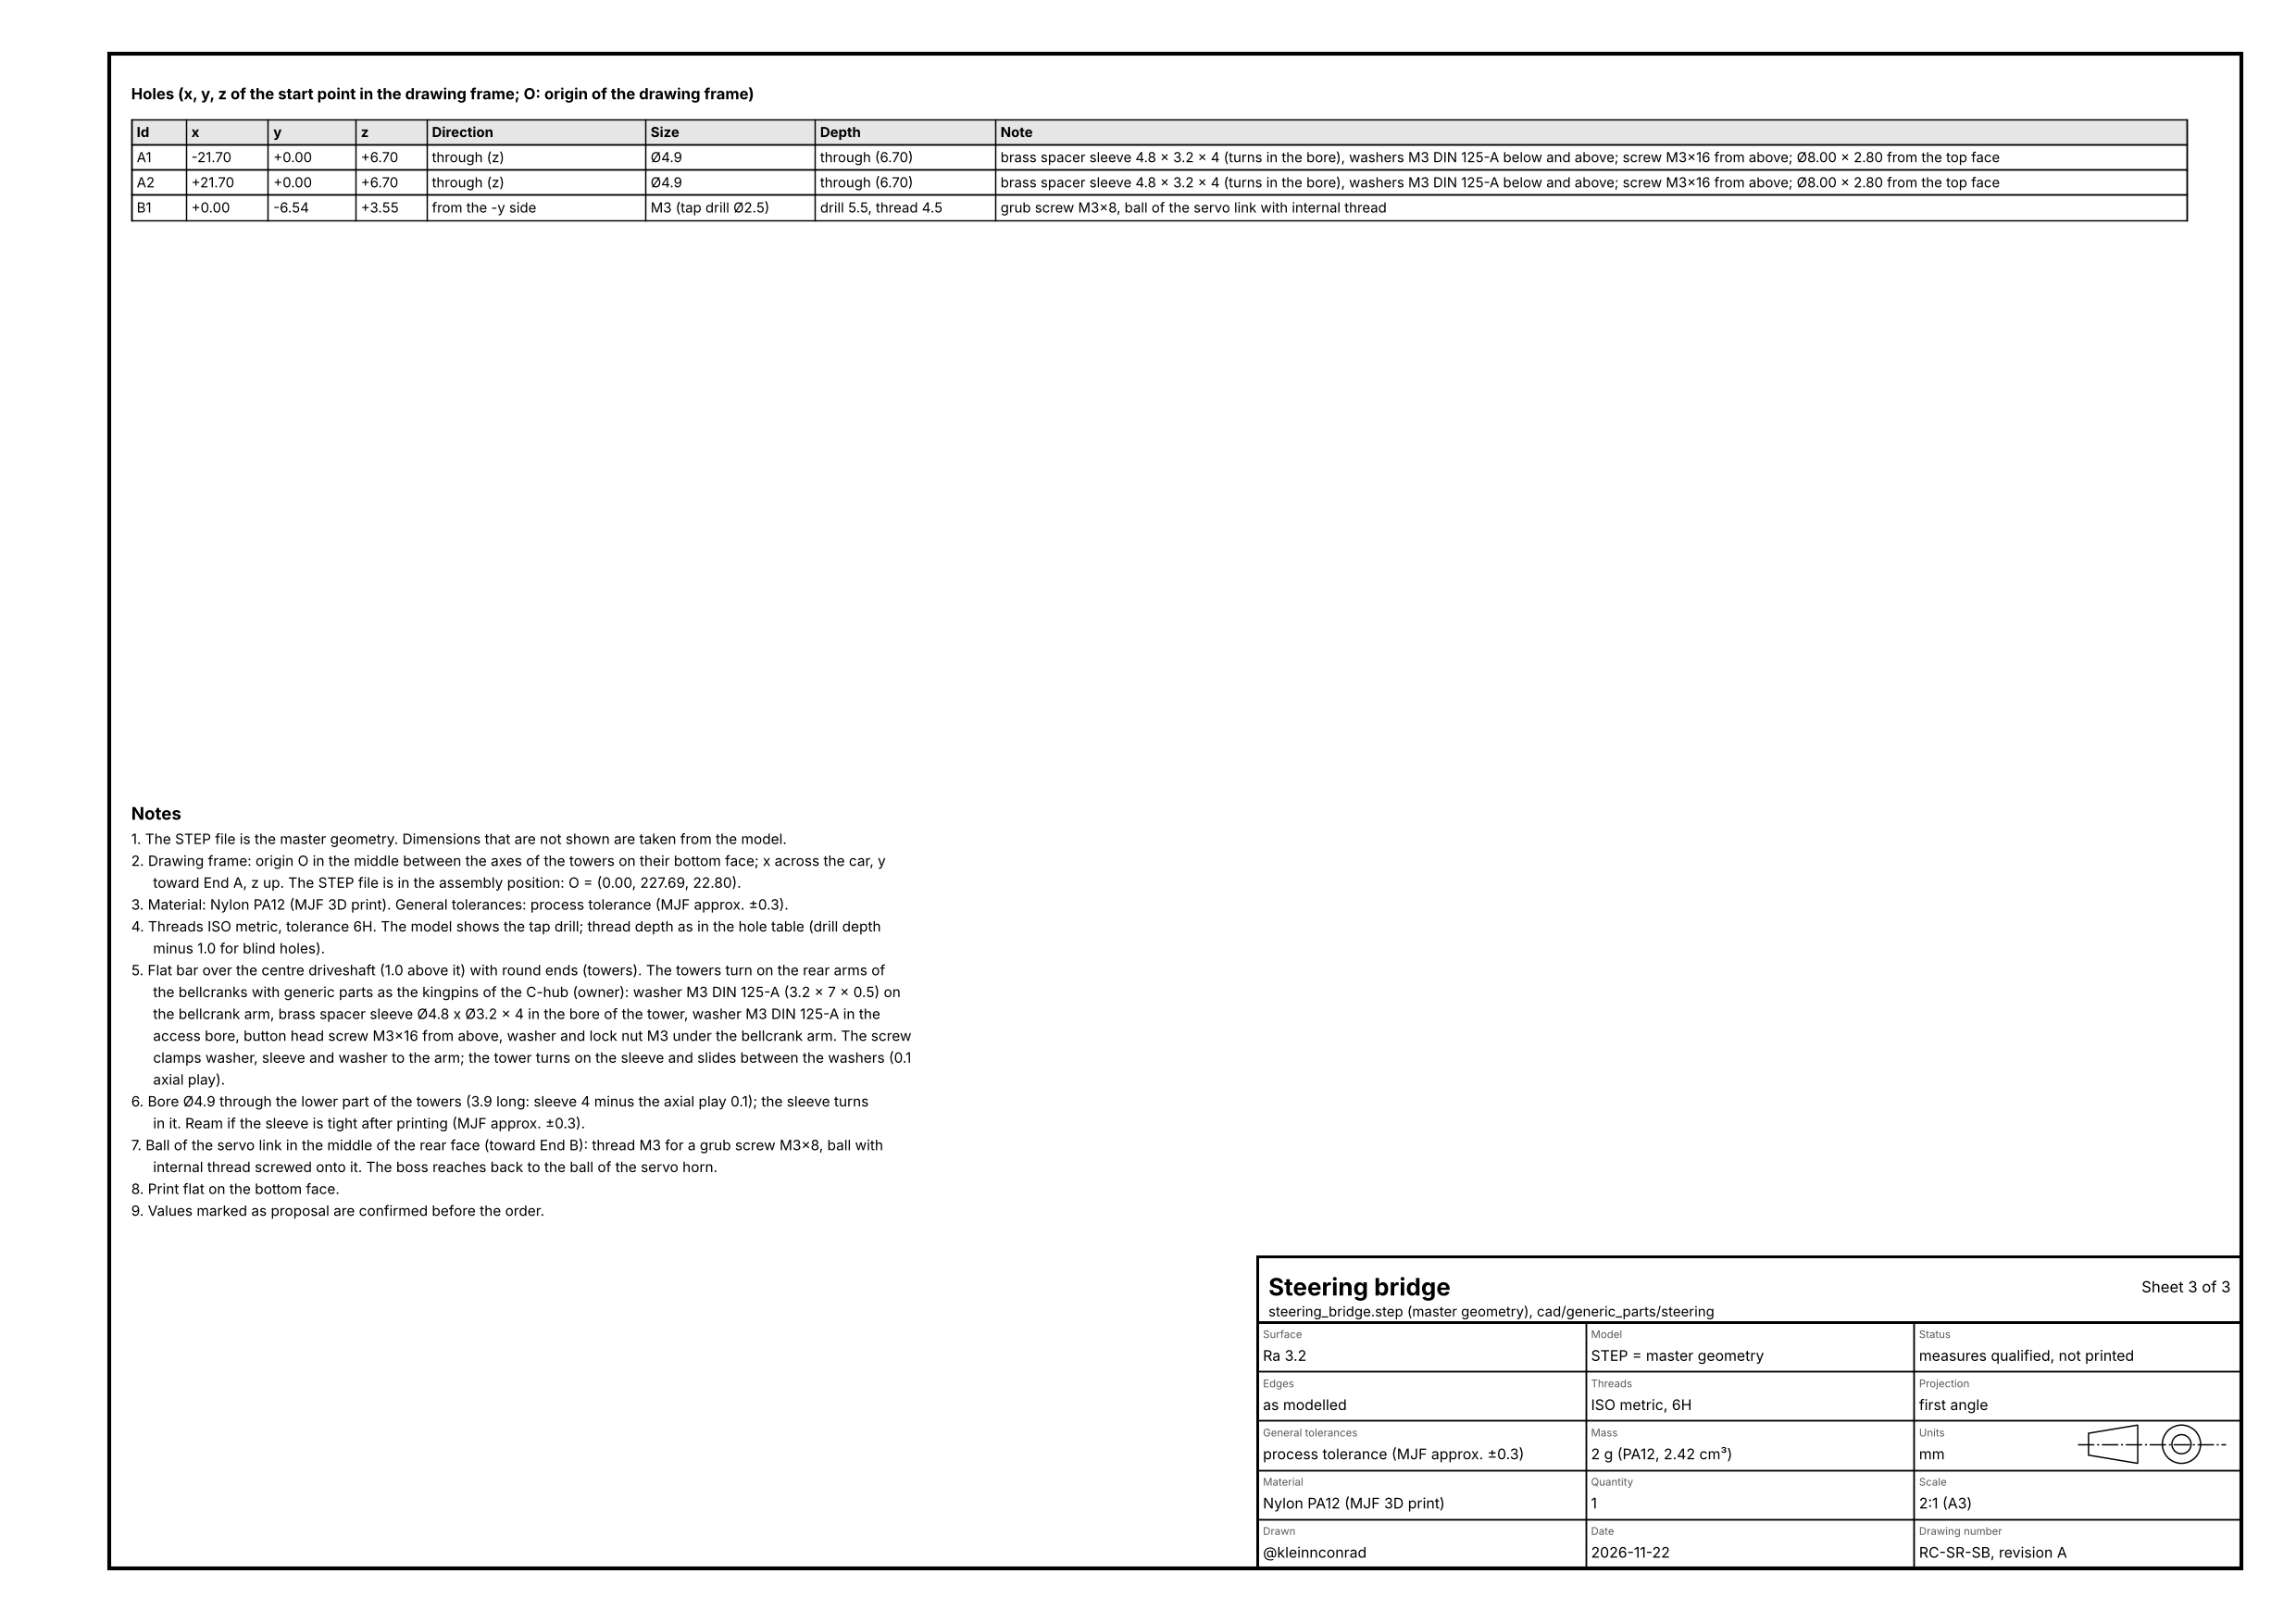 Holes (x, y, z of the start point in the drawing frame; O: origin of the drawing frame)
Id x y z Direction Size Depth Note
A1 -21.70 +0.00 +6.70 through (z) Ø4.9 through (6.70) brass spacer sleeve 4.8 × 3.2 × 4 (turns in the bore), washers M3 DIN 125-A below and above; screw M3×16 from above; Ø8.00 × 2.80 from the top face
A2 +21.70 +0.00 +6.70 through (z) Ø4.9 through (6.70) brass spacer sleeve 4.8 × 3.2 × 4 (turns in the bore), washers M3 DIN 125-A below and above; screw M3×16 from above; Ø8.00 × 2.80 from the top face
B1 +0.00 -6.54 +3.55 from the -y side M3 (tap drill Ø2.5) drill 5.5, thread 4.5 grub screw M3×8, ball of the servo link with internal thread
Notes
1. The STEP file is the master geometry. Dimensions that are not shown are taken from the model.
2. Drawing frame: origin O in the middle between the axes of the towers on their bottom face; x across the car, y
toward End A, z up. The STEP file is in the assembly position: O = (0.00, 227.69, 22.80).
3. Material: Nylon PA12 (MJF 3D print). General tolerances: process tolerance (MJF approx. ±0.3).
4. Threads ISO metric, tolerance 6H. The model shows the tap drill; thread depth as in the hole table (drill depth
minus 1.0 for blind holes).
5. Flat bar over the centre driveshaft (1.0 above it) with round ends (towers). The towers turn on the rear arms of
the bellcranks with generic parts as the kingpins of the C-hub (owner): washer M3 DIN 125-A (3.2 × 7 × 0.5) on
the bellcrank arm, brass spacer sleeve Ø4.8 x Ø3.2 × 4 in the bore of the tower, washer M3 DIN 125-A in the
access bore, button head screw M3×16 from above, washer and lock nut M3 under the bellcrank arm. The screw
clamps washer, sleeve and washer to the arm; the tower turns on the sleeve and slides between the washers (0.1
axial play).
6. Bore Ø4.9 through the lower part of the towers (3.9 long: sleeve 4 minus the axial play 0.1); the sleeve turns
in it. Ream if the sleeve is tight after printing (MJF approx. ±0.3).
7. Ball of the servo link in the middle of the rear face (toward End B): thread M3 for a grub screw M3×8, ball with
internal thread screwed onto it. The boss reaches back to the ball of the servo horn.
8. Print flat on the bottom face.
9. Values marked as proposal are confirmed before the order.
Steering bridge Sheet 3 of 3
steering_bridge.step (master geometry), cad/generic_parts/steering
Surface Model Status
Ra 3.2 STEP = master geometry measures qualified, not printed
Edges Threads Projection
as modelled ISO metric, 6H first angle
General tolerances Mass Units
process tolerance (MJF approx. ±0.3) 2 g (PA12, 2.42 cm³) mm
Material Quantity Scale
Nylon PA12 (MJF 3D print) 1 2:1 (A3)
Drawn Date Drawing number
@kleinnconrad 2026-11-22 RC-SR-SB, revision A